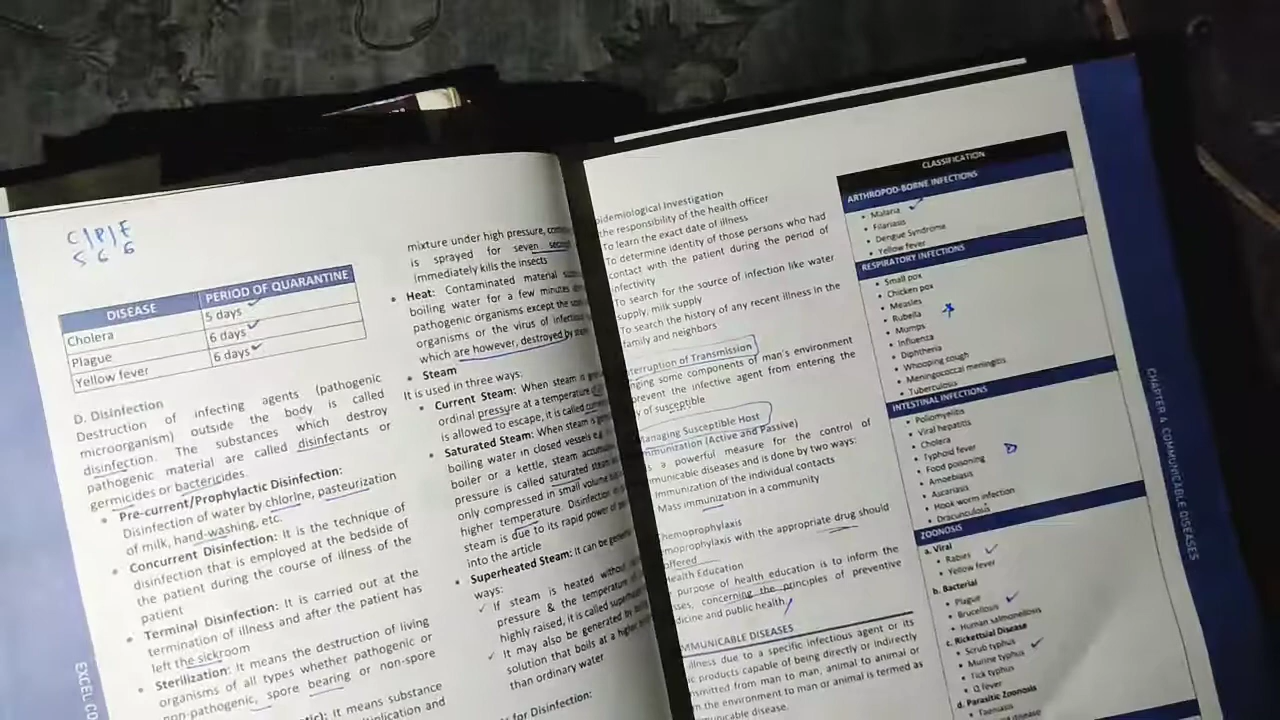 C|P|E
5 6 6
DISEASE PERIOD OF QUARANTINE
Cholera 5 days
Plague 6 days
Yellow fever 6 days
D. Disinfection
Destruction of infecting agents (pathogenic
microorganism) outside the body is called
disinfection. The substances which destroy
pathogenic material are called disinfectants or
germicides or bactericides.
• Pre-current/Prophylactic Disinfection:
Disinfection of water by chlorine, pasteurization
of milk, hand-washing, etc.
• Concurrent Disinfection: It is the technique of
disinfection that is employed at the bedside of
the patient during the course of illness of the
patient
• Terminal Disinfection: It is carried out at the
termination of illness and after the patient has
left the sickroom
• Sterilization: It means the destruction of living
organisms of all types whether pathogenic or
non-pathogenic, spore bearing or non-spore
It means substance
and
EXCEL
mixture under high pressure,
is sprayed for seven
immediately kills the insects
• Heat: Contaminated material
boiling water for a few minutes
pathogenic organisms except the
organisms or the virus of
which are however, destroyed by
• Steam
It is used in three ways:
• Current Steam: When steam is
ordinal pressure at a temperature
is allowed to escape, it is called
• Saturated Steam: When steam is
boiling water in closed vessels e.g.
boiler or a kettle, steam
pressure is called saturated steam
only compressed in small volume
higher temperature. Disinfection
steam is due to its rapid power of
into the article
• Superheated Steam: It can be
ways:
✓ If steam is heated without
pressure & the temperature
highly raised, it is called
✓ It may also be generated by
solution that boils at a higher
than ordinary water
for Disinfection:
Investigation
the responsibility of the health officer
To learn the exact date of illness
To determine identity of those persons who had
contact with the patient during the period of
infectivity
To search for the source of infection like water
supply, milk supply
To search the history of any recent illness in the
family and neighbors
of Transmission
some components of man's environment
prevent the infective agent from entering the
of susceptible
Managing Susceptible Host
(Active and Passive)
is a powerful measure for the control of
diseases and is done by two ways:
Immunization of the individual contacts
Mass immunization in a community
with the appropriate drug should
offered
Health Education
purpose of health education is to inform the
concerning the principles of preventive
and public health
DISEASES
illness due to a specific infectious agent or its
products capable of being directly or indirectly
from man to man, animal to animal or
the environment to man or animal is termed as
disease.
CLASSIFICATION
ARTHROPOD-BORNE INFECTIONS
• Malaria
• Filariasis
• Dengue Syndrome
• Yellow fever
RESPIRATORY INFECTIONS
• Small pox
• Chicken pox
• Measles
• Rubella
• Mumps
• Influenza
• Diphtheria
• Whooping cough
• Meningococcal meningitis
• Tuberculosis
INTESTINAL INFECTIONS
• Poliomyelitis
• Viral hepatitis
• Cholera
• Typhoid fever
• Food poisoning
• Amoebiasis
• Ascariasis
• Hook worm infection
• Dracunculosis
ZOONOSIS
a. Viral
• Rabies
• Yellow fever
b. Bacterial
• Plague
• Brucellosis
• Human salmonellosis
c. Rickettsial Disease
• Scrub typhus
• Murine typhus
• Tick typhus
• Q fever
d. Parasitic Zoonosis
• Taeniasis
disease
CHAPTER 4: COMMUNICABLE DISEASES